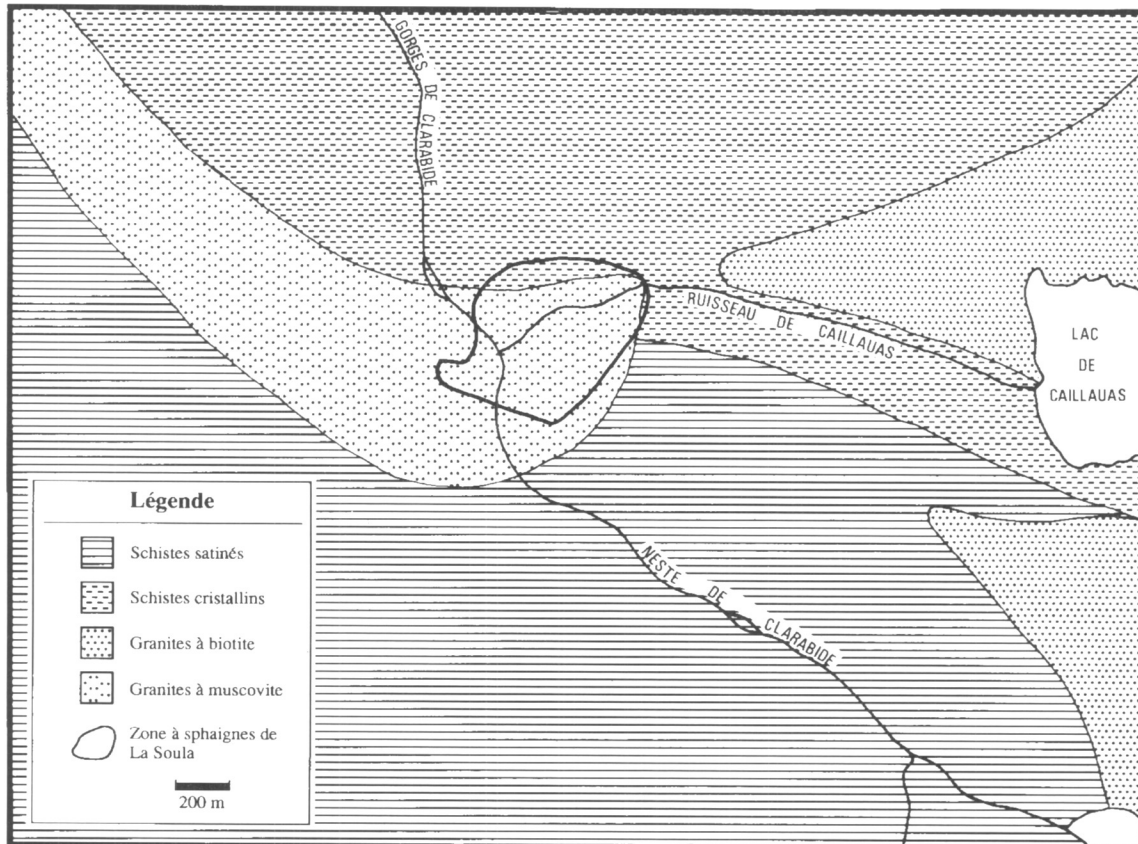 GORGES DE CLARABIDE
RUISSEAU DE CAILLAUAS
LAC
DE
CAILLAUAS
NESTE DE CLARABIDE
Légende
Schistes satinés
Schistes cristallins
Granites à biotite
Granites à muscovite
Zone à sphaignes de
La Soula
200 m